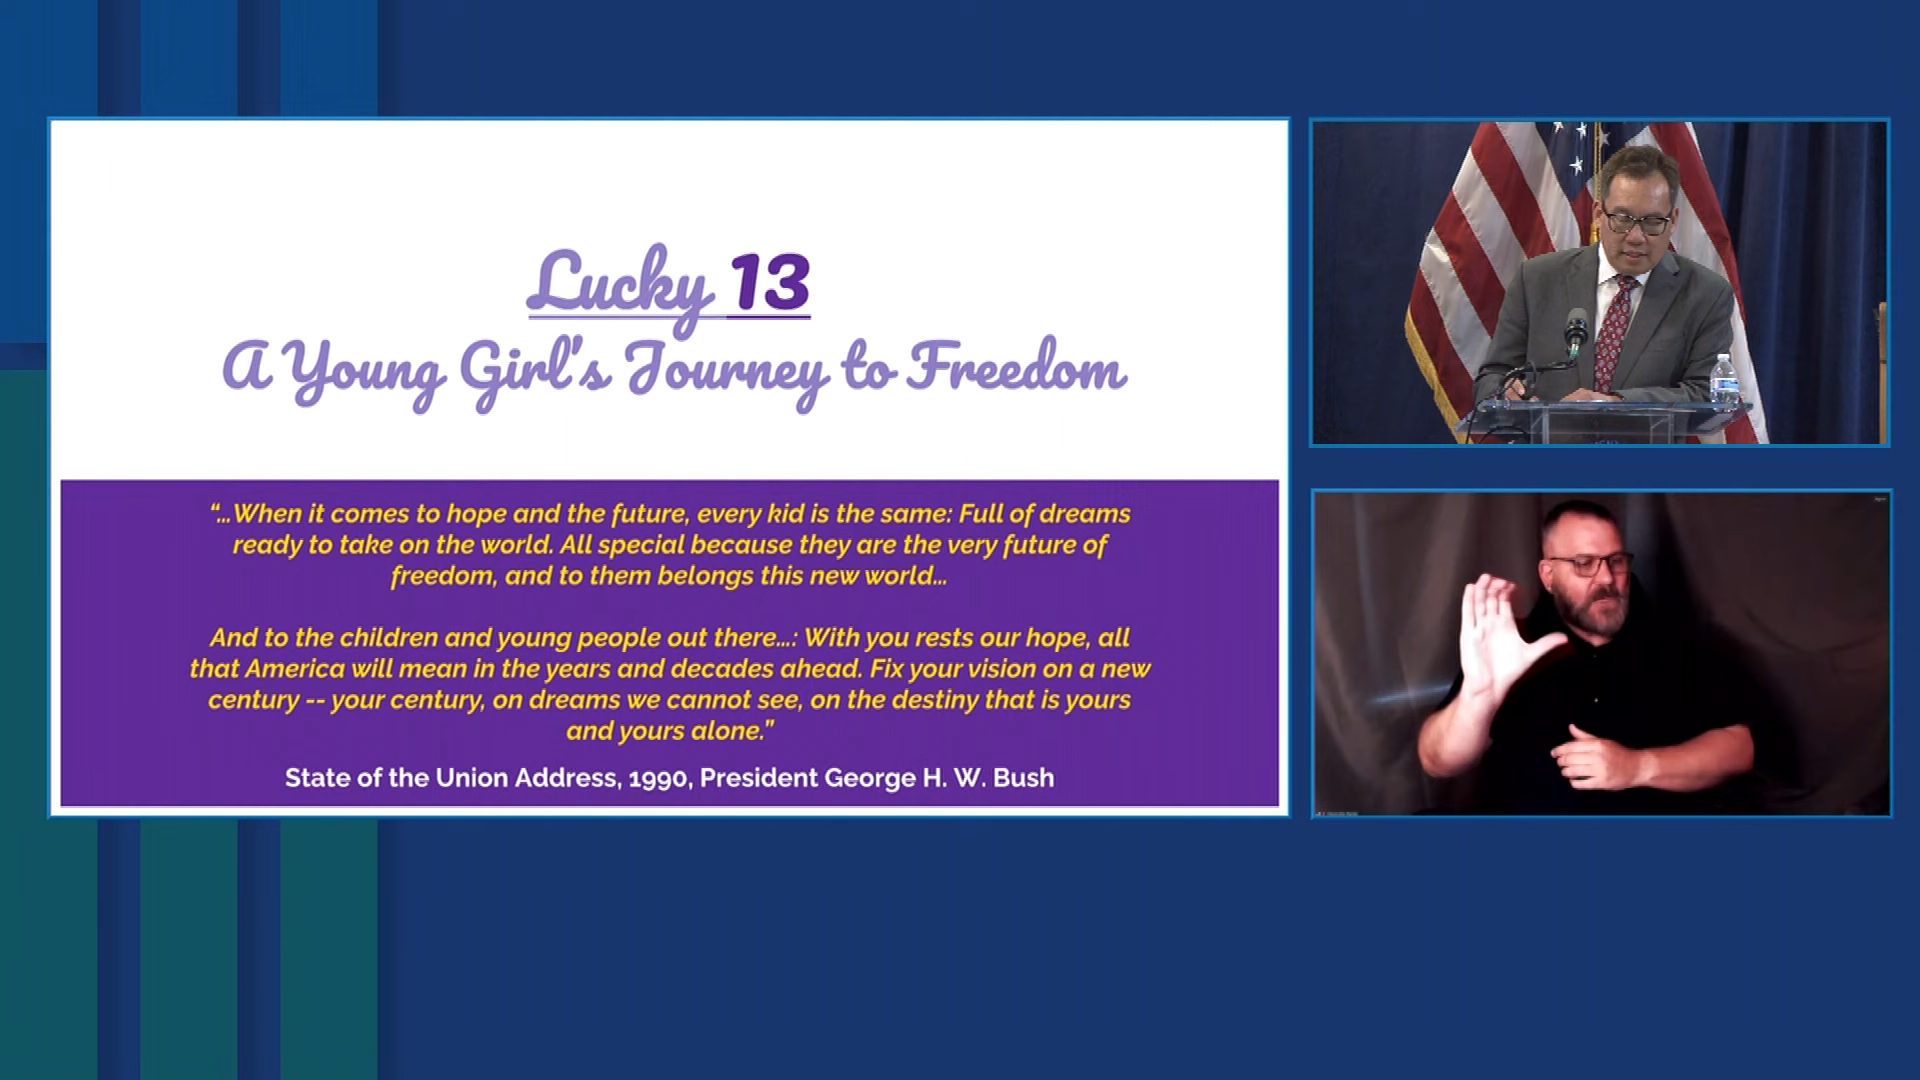 Lucky 13
A Young Girl's Journey to Freedom
“...When it comes to hope and the future, every kid is the same: Full of dreams
ready to take on the world. All special because they are the very future of
freedom, and to them belongs this new world...
And to the children and young people out there...: With you rests our hope, all
that America will mean in the years and decades ahead. Fix your vision on a new
century -- your century, on dreams we cannot see, on the destiny that is yours
and yours alone.”
State of the Union Address, 1990, President George H. W. Bush